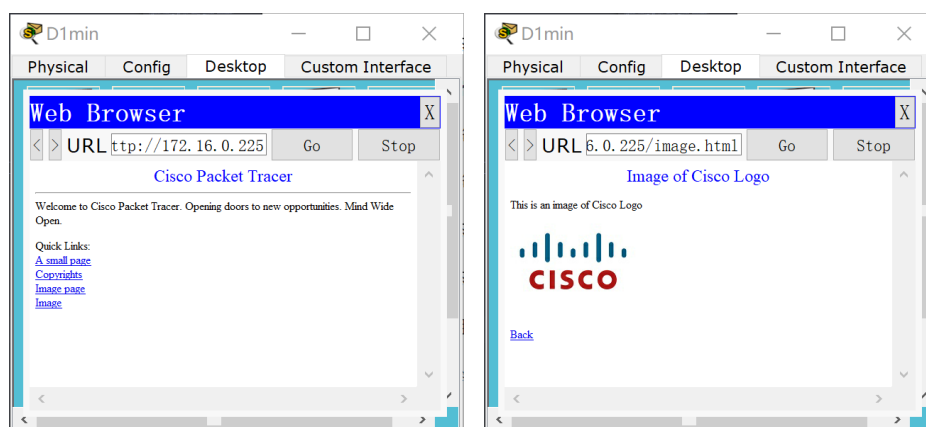 D1min
Physical Config Desktop Custom Interface
Web Browser X
< > URL ttp://172.16.0.225 Go Stop
Cisco Packet Tracer
Welcome to Cisco Packet Tracer. Opening doors to new opportunities. Mind Wide
Open.
Quick Links:
A small page
Copyrights
Image page
Image
D1min
Physical Config Desktop Custom Interface
Web Browser X
< > URL 6.0.225/image.html Go Stop
Image of Cisco Logo
This is an image of Cisco Logo
CISCO
Back